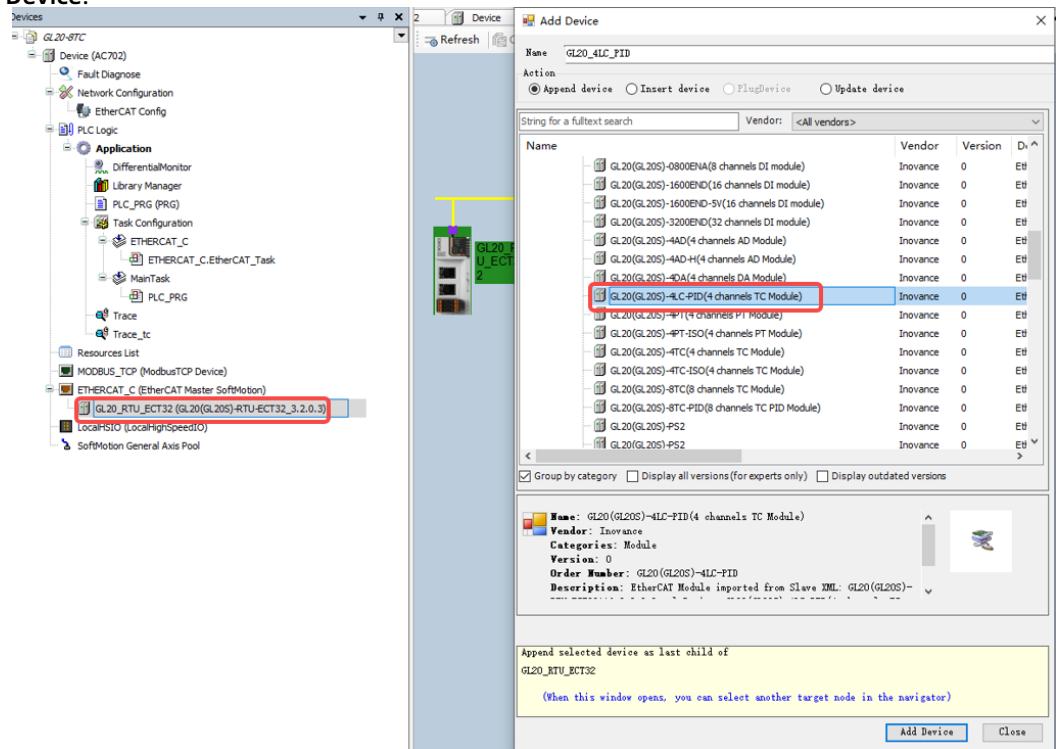 Device:
Devices
GL20-8TC
Device (AC702)
Fault Diagnose
Network Configuration
EtherCAT Config
PLC Logic
Application
DifferentialMonitor
Library Manager
PLC_PRG (PRG)
Task Configuration
ETHERCAT_C
ETHERCAT_C.EtherCAT_Task
MainTask
PLC_PRG
Trace
Trace_tc
Resources List
MODBUS_TCP (ModbusTCP Device)
ETHERCAT_C (EtherCAT Master SoftMotion)
GL20_RTU_ECT32 (GL20(GL20S)-RTU-ECT32_3.2.0.3)
LocalHSIO (LocalHighSpeedIO)
SoftMotion General Axis Pool
2 Device
Refresh
U_ECT
2
Add Device
Name GL20_4LC_PID
Action
Append device Insert device PlugDevice Update device
String for a fulltext search Vendor: <All vendors>
Name Vendor Version
GL20(GL20S)-0800ENA(8 channels DI module) Inovance 0
GL20(GL20S)-1600END(16 channels DI module) Inovance 0
GL20(GL20S)-1600END-5V(16 channels DI module) Inovance 0
GL20(GL20S)-3200END(32 channels DI module) Inovance 0
GL20(GL20S)-4AD(4 channels AD Module) Inovance 0
GL20(GL20S)-4AD-H(4 channels AD Module) Inovance 0
GL20(GL20S)-4DA(4 channels DA Module) Inovance 0
GL20(GL20S)-4LC-PID(4 channels TC Module) Inovance 0
GL20(GL20S)-4PT(4 channels PT Module) Inovance 0
GL20(GL20S)-4PT-ISO(4 channels PT Module) Inovance 0
GL20(GL20S)-4TC(4 channels TC Module) Inovance 0
GL20(GL20S)-4TC-ISO(4 channels TC Module) Inovance 0
GL20(GL20S)-8TC(8 channels TC Module) Inovance 0
GL20(GL20S)-8TC-PID(8 channels TC PID Module) Inovance 0
GL20(GL20S)-PS2 Inovance 0
GL20(GL20S)-PS2 Inovance 0
Group by category Display all versions(for experts only) Display outdated versions
Name: GL20(GL20S)-4LC-PID(4 channels TC Module)
Vendor: Inovance
Categories: Module
Version: 0
Order Number: GL20(GL20S)-4LC-PID
Description: EtherCAT Module imported from Slave XML: GL20(GL20S)-
Append selected device as last child of
GL20_RTU_ECT32
(When this window opens, you can select another target node in the navigator)
Add Device Close